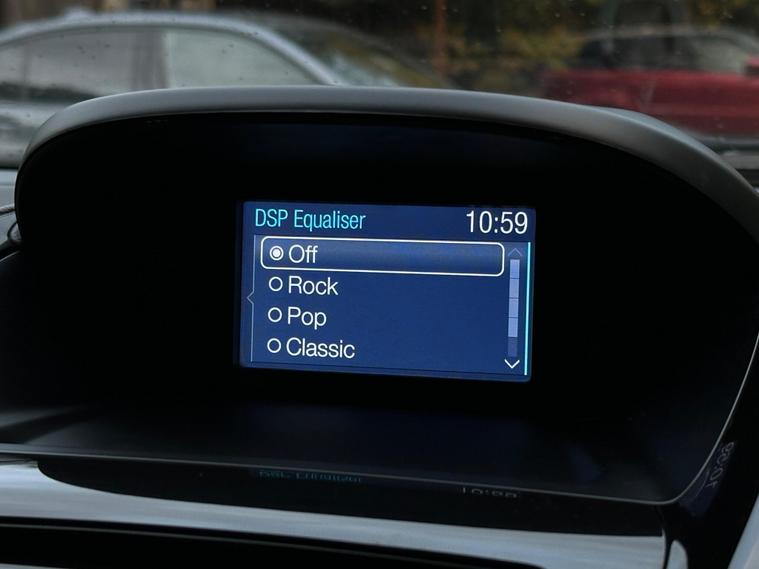 DSP Equaliser 10:59
Off
Rock
Pop
Classic